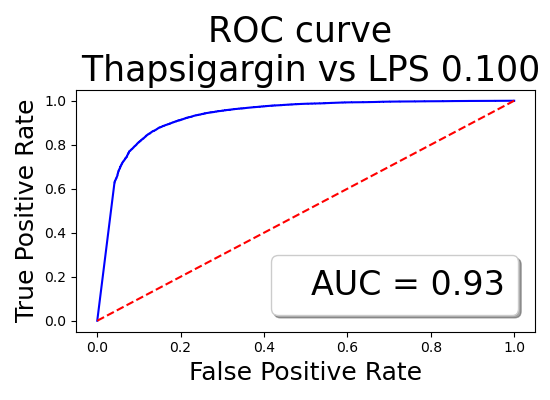 ROC curve
Thapsigargin vs LPS 0.100
True Positive Rate
1.0
0.8
0.6
0.4
0.2
0.0
AUC = 0.93
0.0 0.2 0.4 0.6 0.8 1.0
False Positive Rate